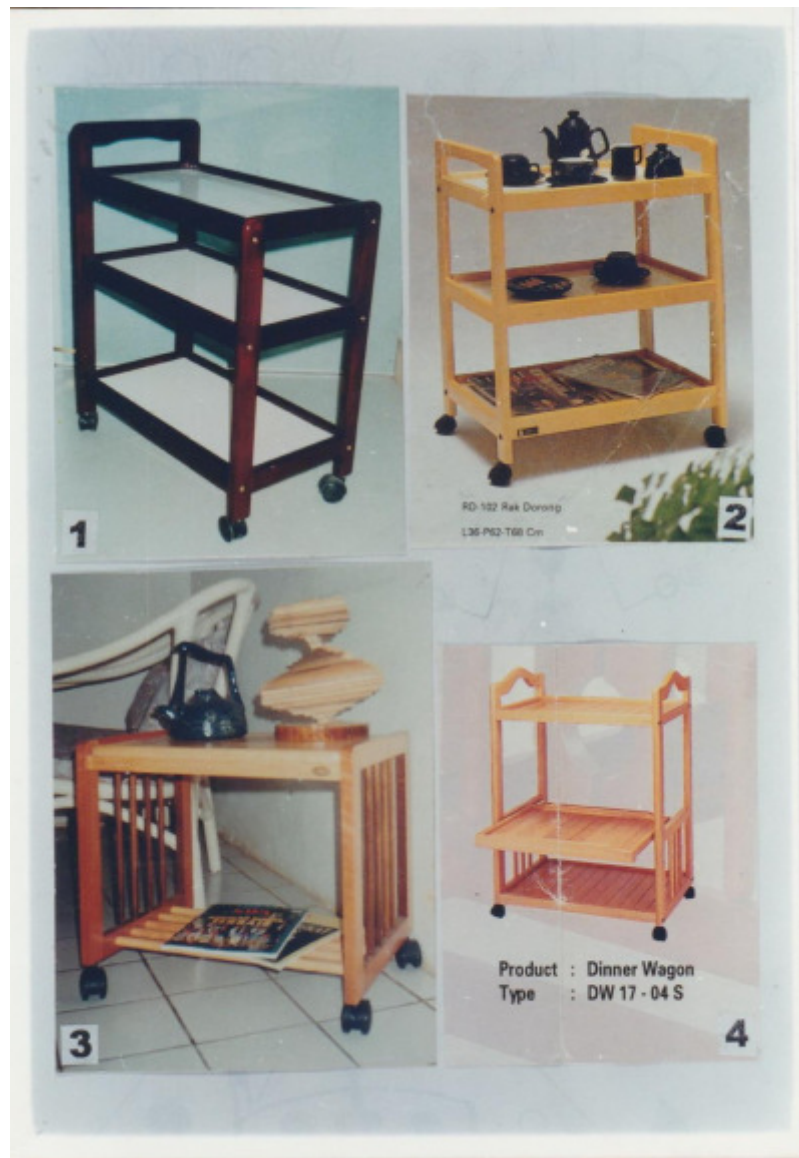 1
RD-102 Rak Dorong
L36-P62-T68 Cm
2
3
Product : Dinner Wagon
Type : DW 17 - 04 S
4